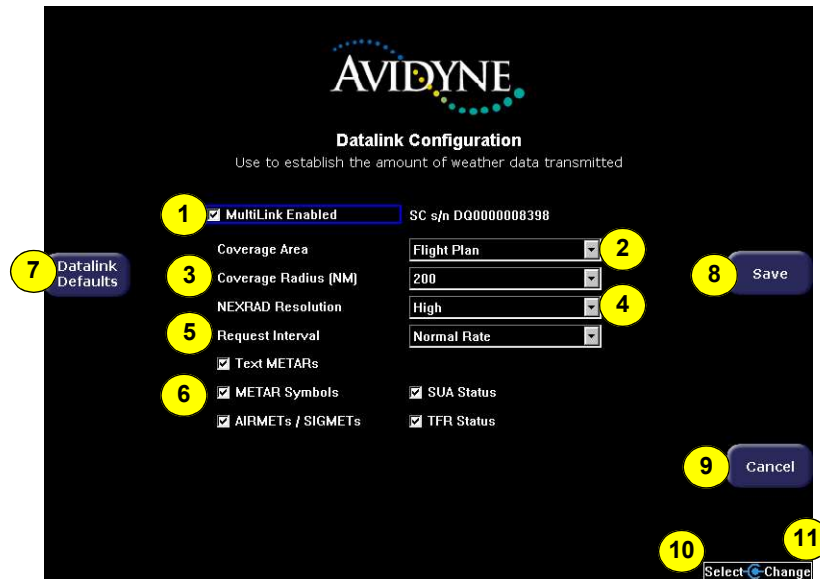 AVIDYNE
Datalink Configuration
Use to establish the amount of weather data transmitted
1 MultiLink Enabled SC s/n DQ0000008398
Coverage Area Flight Plan 2
7 Datalink Defaults
3 Coverage Radius (NM) 200
8 Save
NEXRAD Resolution High 4
5 Request Interval Normal Rate
Text METARs
6 METAR Symbols SUA Status
AIRMETs / SIGMETs TFR Status
9 Cancel
10 11
Select Change